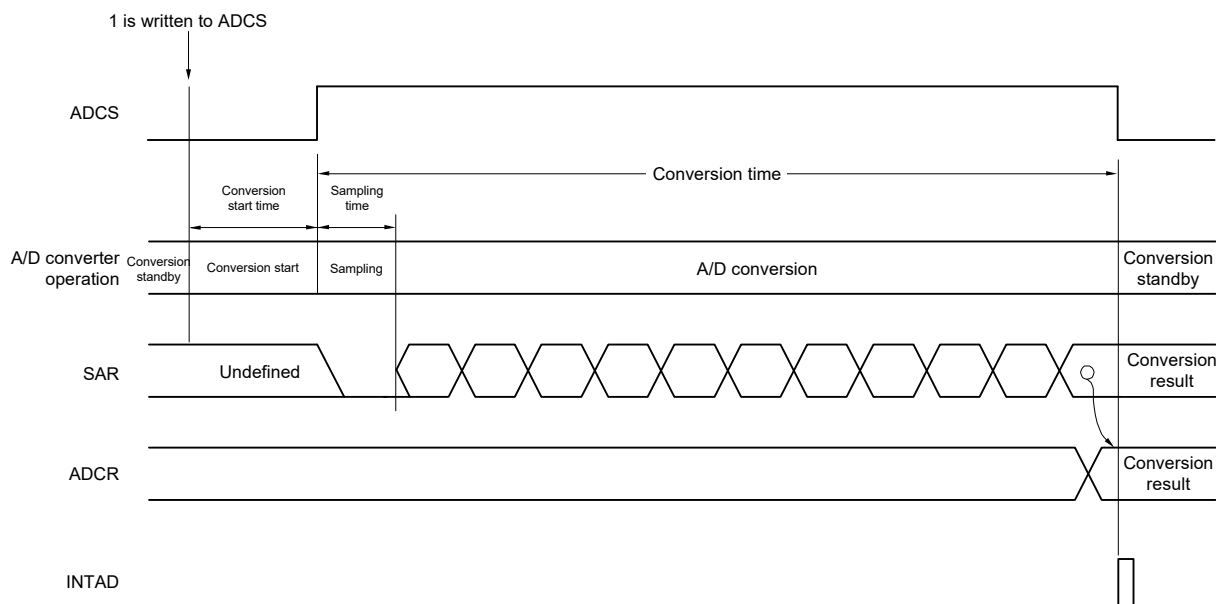 1 is written to ADCS
ADCS
Conversion time
Conversion
start time
Sampling
time
A/D converter
operation
Conversion
standby
Conversion start
Sampling
A/D conversion
Conversion
standby
SAR
Undefined
Conversion
result
ADCR
Conversion
result
INTAD